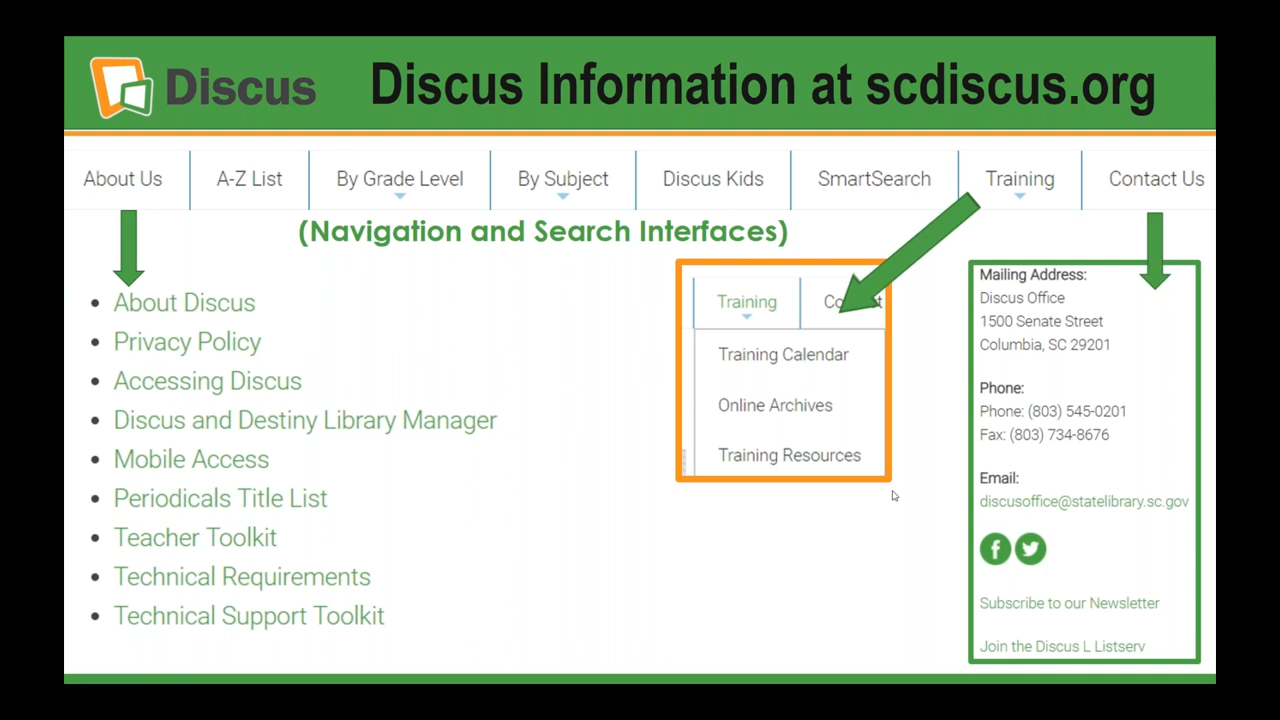 Discus
Discus Information at scdiscus.org
About Us
A-Z List
By Grade Level
By Subject
Discus Kids
SmartSearch
Training
Contact Us
(Navigation and Search Interfaces)
• About Discus
• Privacy Policy
• Accessing Discus
• Discus and Destiny Library Manager
• Mobile Access
• Periodicals Title List
• Teacher Toolkit
• Technical Requirements
• Technical Support Toolkit
Training
Training Calendar
Online Archives
Training Resources
Mailing Address:
Discus Office
1500 Senate Street
Columbia, SC 29201
Phone:
Phone: (803) 545-0201
Fax: (803) 734-8676
Email:
discusoffice@statelibrary.sc.gov
Subscribe to our Newsletter
Join the Discus L Listserv